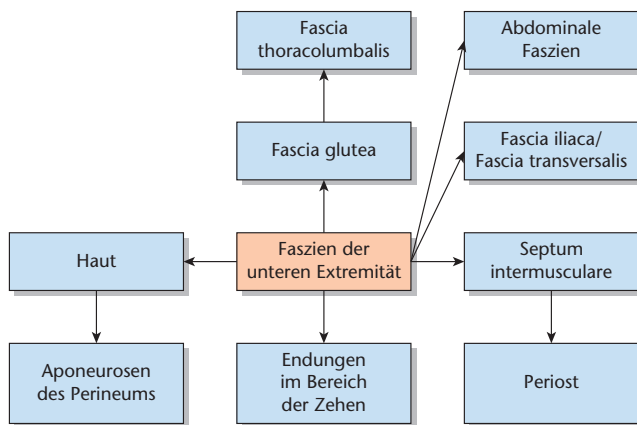 Fascia
thoracolumbalis
Abdominale
Faszien
Fascia glutea
Fascia iliaca/
Fascia transversalis
Haut
Faszien der
unteren Extremität
Septum
intermusculare
Aponeurosen
des Perineums
Endungen
im Bereich
der Zehen
Periost